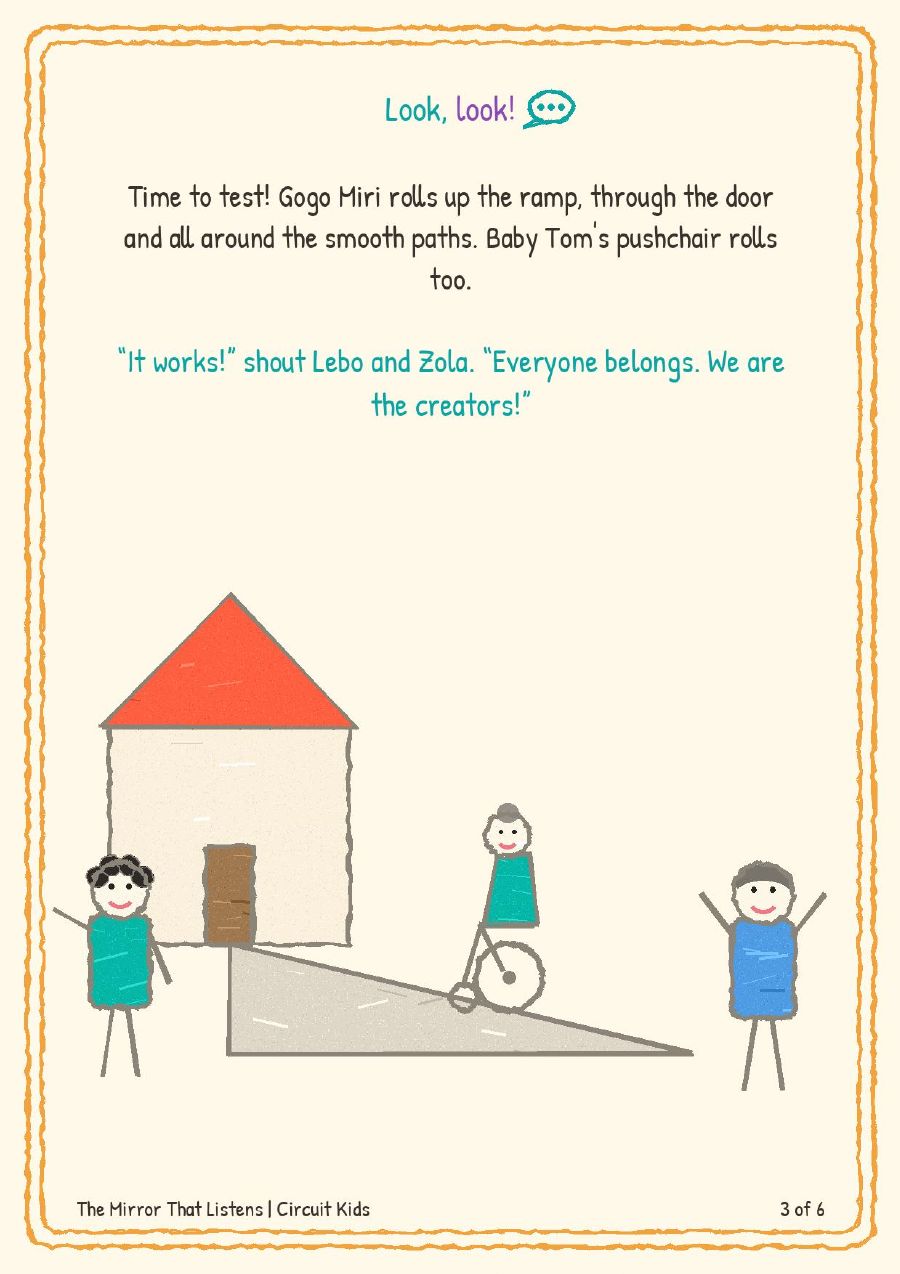 Look, look!
Time to test! Gogo Miri rolls up the ramp, through the door
and all around the smooth paths. Baby Tom's pushchair rolls
too.
“It works!” shout Lebo and Zola. “Everyone belongs. We are
the creators!”
The Mirror That Listens | Circuit Kids
3 of 6